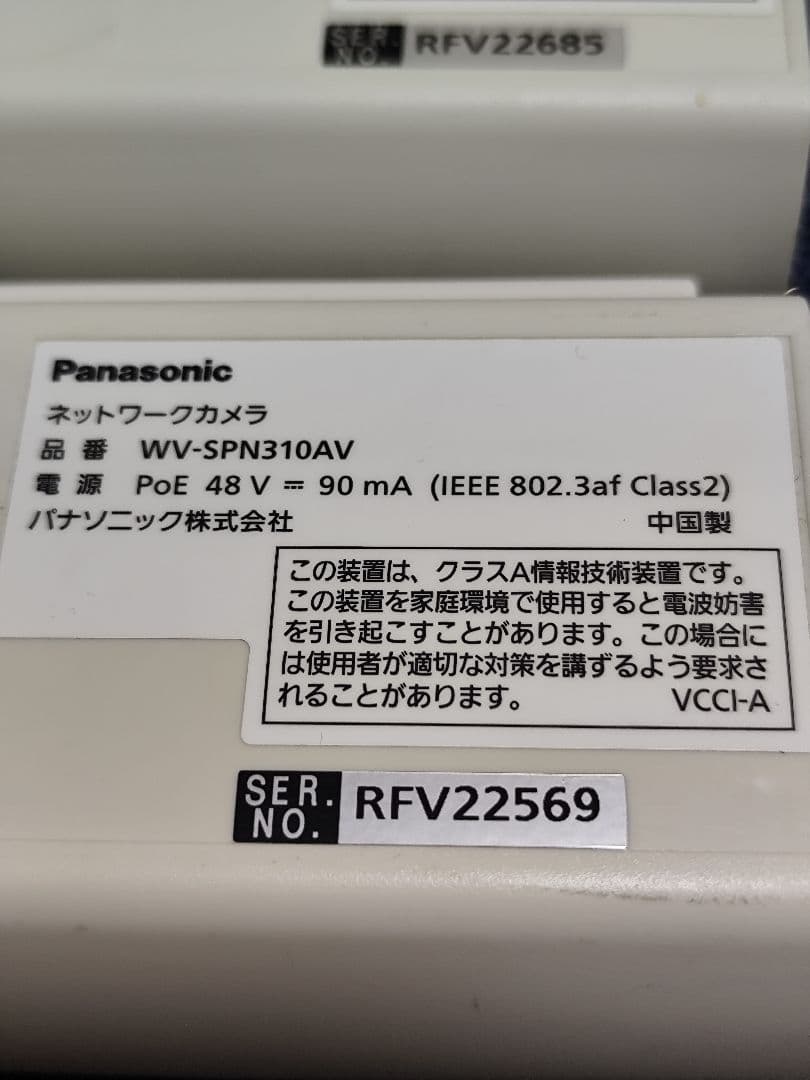 SER.
NO. RFV22685
Panasonic
ネットワークカメラ
品 番 WV-SPN310AV
電 源 PoE 48 V ⎓ 90 mA (IEEE 802.3af Class2)
パナソニック株式会社 中国製
この装置は、クラスA情報技術装置です。
この装置を家庭環境で使用すると電波妨害
を引き起こすことがあります。この場合に
は使用者が適切な対策を講ずるよう要求さ
れることがあります。 VCCI-A
SER.
NO. RFV22569